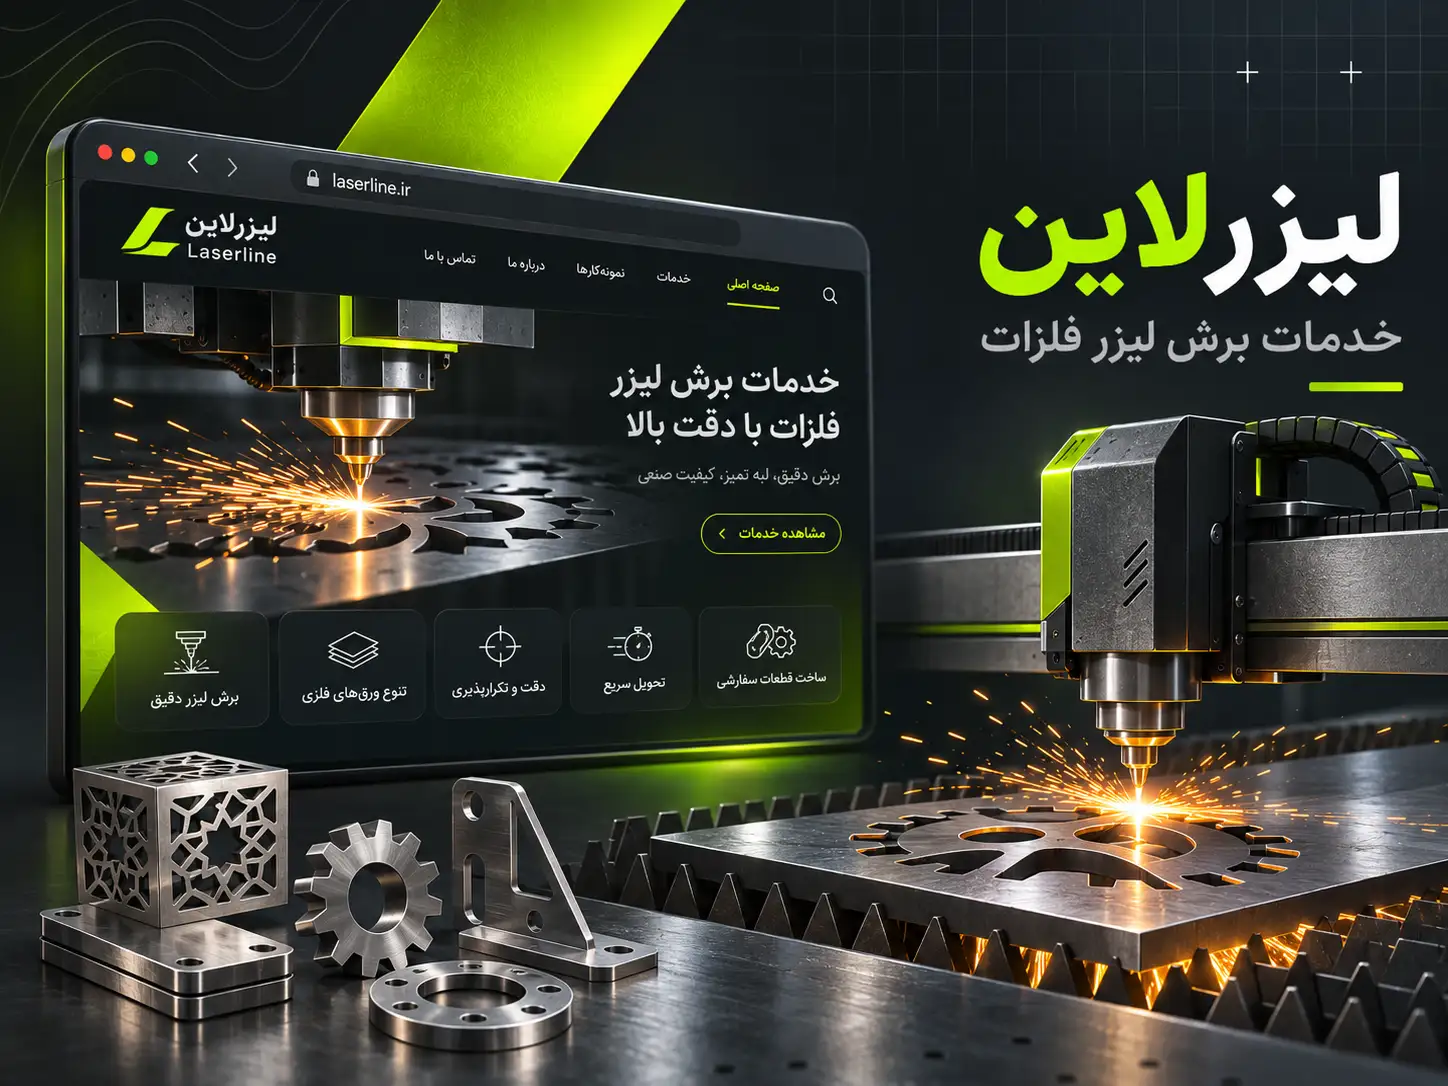 لیزرلاین
خدمات برش لیزر فلزات
laserline.ir
لیزرلاین
Laserline
صفحه اصلی
خدمات
نمونه‌کارها
درباره ما
تماس با ما
خدمات برش لیزر
فلزات با دقت بالا
برش دقیق، لبه تمیز، کیفیت صنعی
مشاهده خدمات
ساخت قطعات سفارشی
تحویل سریع
دقت و تکرارپذیری
تنوع ورق‌های فلزی
برش لیزر دقیق